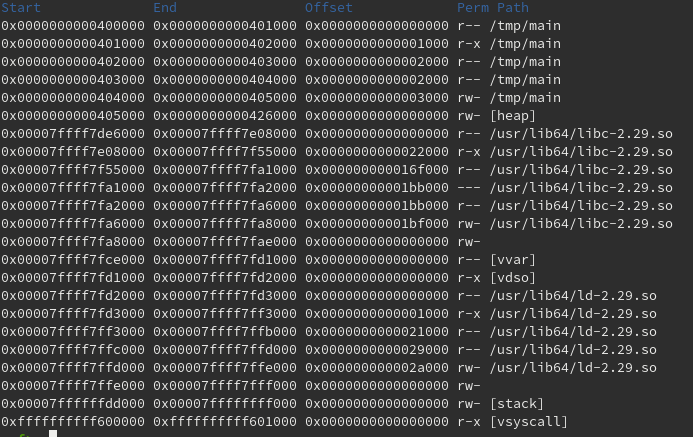 Start End Offset Perm Path
0x0000000000400000 0x0000000000401000 0x0000000000000000 r-- /tmp/main
0x0000000000401000 0x0000000000402000 0x0000000000001000 r-x /tmp/main
0x0000000000402000 0x0000000000403000 0x0000000000002000 r-- /tmp/main
0x0000000000403000 0x0000000000404000 0x0000000000002000 r-- /tmp/main
0x0000000000404000 0x0000000000405000 0x0000000000003000 rw- /tmp/main
0x0000000000405000 0x0000000000426000 0x0000000000000000 rw- [heap]
0x00007ffff7de6000 0x00007ffff7e08000 0x0000000000000000 r-- /usr/lib64/libc-2.29.so
0x00007ffff7e08000 0x00007ffff7f55000 0x0000000000022000 r-x /usr/lib64/libc-2.29.so
0x00007ffff7f55000 0x00007ffff7fa1000 0x000000000016f000 r-- /usr/lib64/libc-2.29.so
0x00007ffff7fa1000 0x00007ffff7fa2000 0x00000000001bb000 --- /usr/lib64/libc-2.29.so
0x00007ffff7fa2000 0x00007ffff7fa6000 0x00000000001bb000 r-- /usr/lib64/libc-2.29.so
0x00007ffff7fa6000 0x00007ffff7fa8000 0x00000000001bf000 rw- /usr/lib64/libc-2.29.so
0x00007ffff7fa8000 0x00007ffff7fae000 0x0000000000000000 rw-
0x00007ffff7fce000 0x00007ffff7fd1000 0x0000000000000000 r-- [vvar]
0x00007ffff7fd1000 0x00007ffff7fd2000 0x0000000000000000 r-x [vdso]
0x00007ffff7fd2000 0x00007ffff7fd3000 0x0000000000000000 r-- /usr/lib64/ld-2.29.so
0x00007ffff7fd3000 0x00007ffff7ff3000 0x0000000000001000 r-x /usr/lib64/ld-2.29.so
0x00007ffff7ff3000 0x00007ffff7ffb000 0x0000000000021000 r-- /usr/lib64/ld-2.29.so
0x00007ffff7ffc000 0x00007ffff7ffd000 0x0000000000029000 r-- /usr/lib64/ld-2.29.so
0x00007ffff7ffd000 0x00007ffff7ffe000 0x000000000002a000 rw- /usr/lib64/ld-2.29.so
0x00007ffff7ffe000 0x00007ffff7fff000 0x0000000000000000 rw-
0x00007ffffffdd000 0x00007ffffffff000 0x0000000000000000 rw- [stack]
0xffffffffff600000 0xffffffffff601000 0x0000000000000000 r-x [vsyscall]